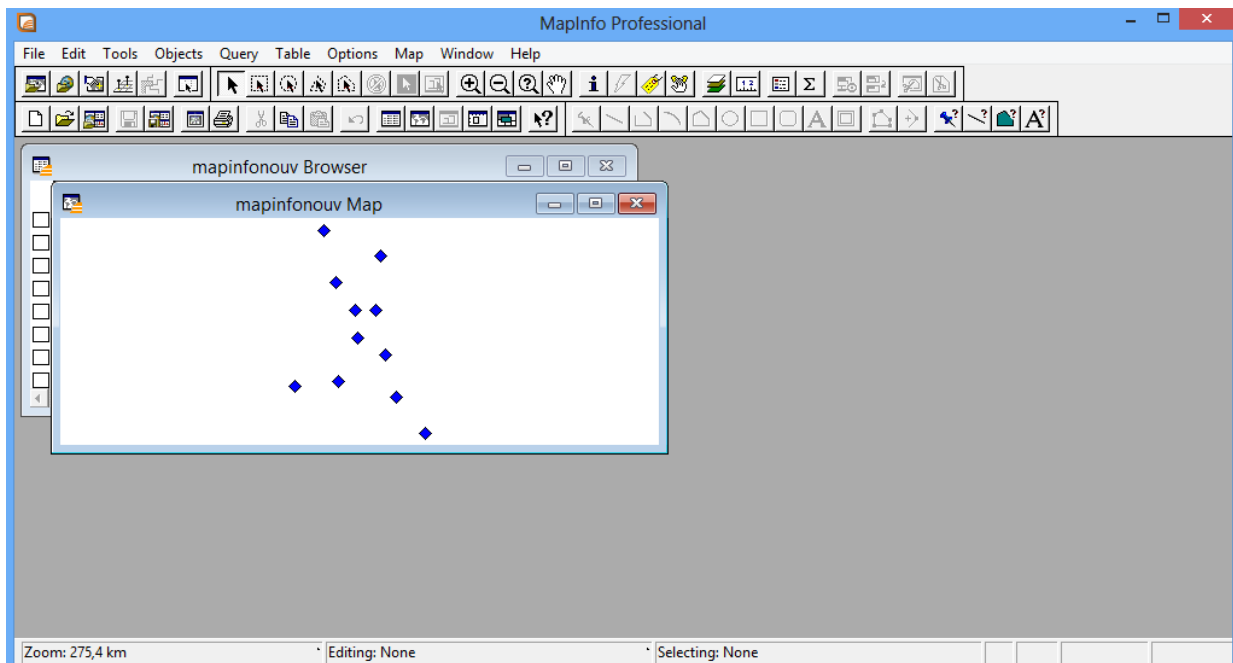 MapInfo Professional
File Edit Tools Objects Query Table Options Map Window Help
mapinfonouv Browser
mapinfonouv Map
Zoom: 275,4 km Editing: None Selecting: None